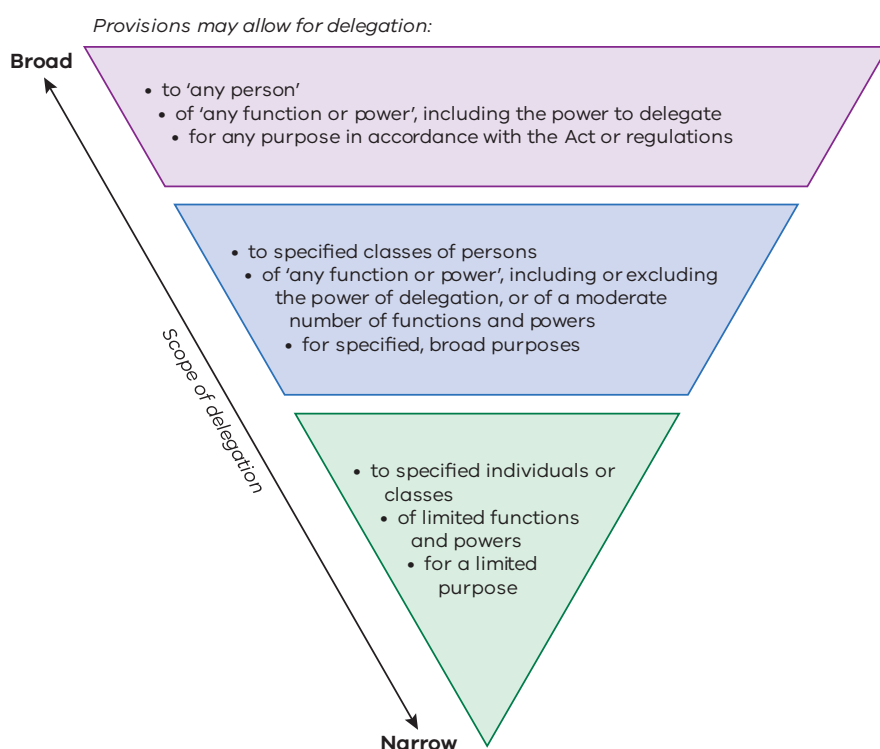 Provisions may allow for delegation:
Broad
• to ‘any person’
• of ‘any function or power’, including the power to delegate
• for any purpose in accordance with the Act or regulations
• to specified classes of persons
• of ‘any function or power’, including or excluding
the power of delegation, or of a moderate
number of functions and powers
• for specified, broad purposes
Scope of delegation
• to specified individuals or
classes
• of limited functions
and powers
• for a limited
purpose
Narrow